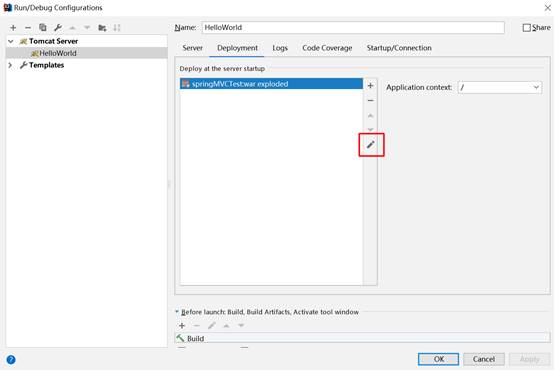 Run/Debug Configurations
Name: HelloWorld Share
Tomcat Server
HelloWorld
Templates
Server Deployment Logs Code Coverage Startup/Connection
Deploy at the server startup
springMVCTest:war exploded
Application context: /
Before launch: Build, Build Artifacts, Activate tool window
Build
OK Cancel Apply